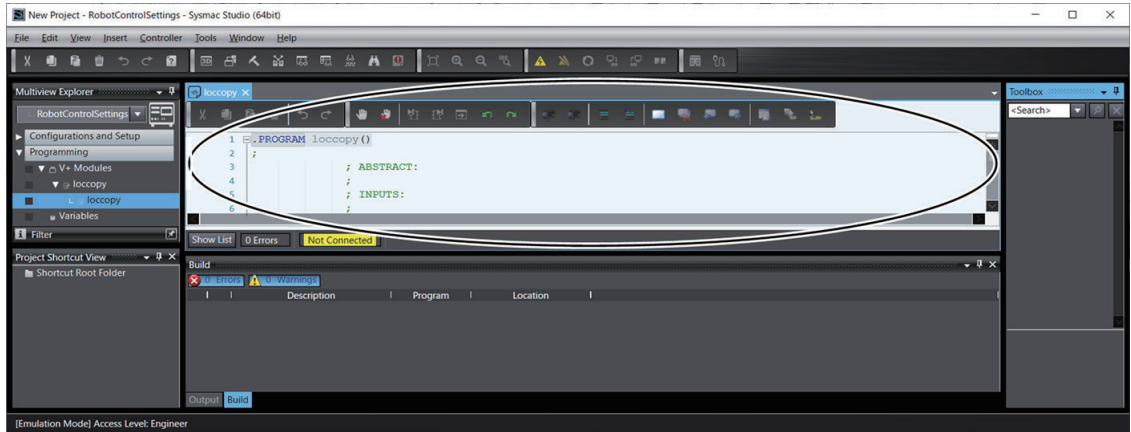 New Project - RobotControlSettings - Sysmac Studio (64bit)
File Edit View Insert Controller Tools Window Help
Multiview Explorer
RobotControlSettings
Configurations and Setup
Programming
V+ Modules
loccopy
loccopy
Variables
Filter
Project Shortcut View
Shortcut Root Folder
loccopy
1 .PROGRAM loccopy()
2 ;
3 ; ABSTRACT:
4 ;
5 ; INPUTS:
6 ;
Show List 0 Errors Not Connected
Build
0 Errors 0 Warnings
Description Program Location
Output Build
Toolbox
<Search>
[Emulation Mode] Access Level: Engineer